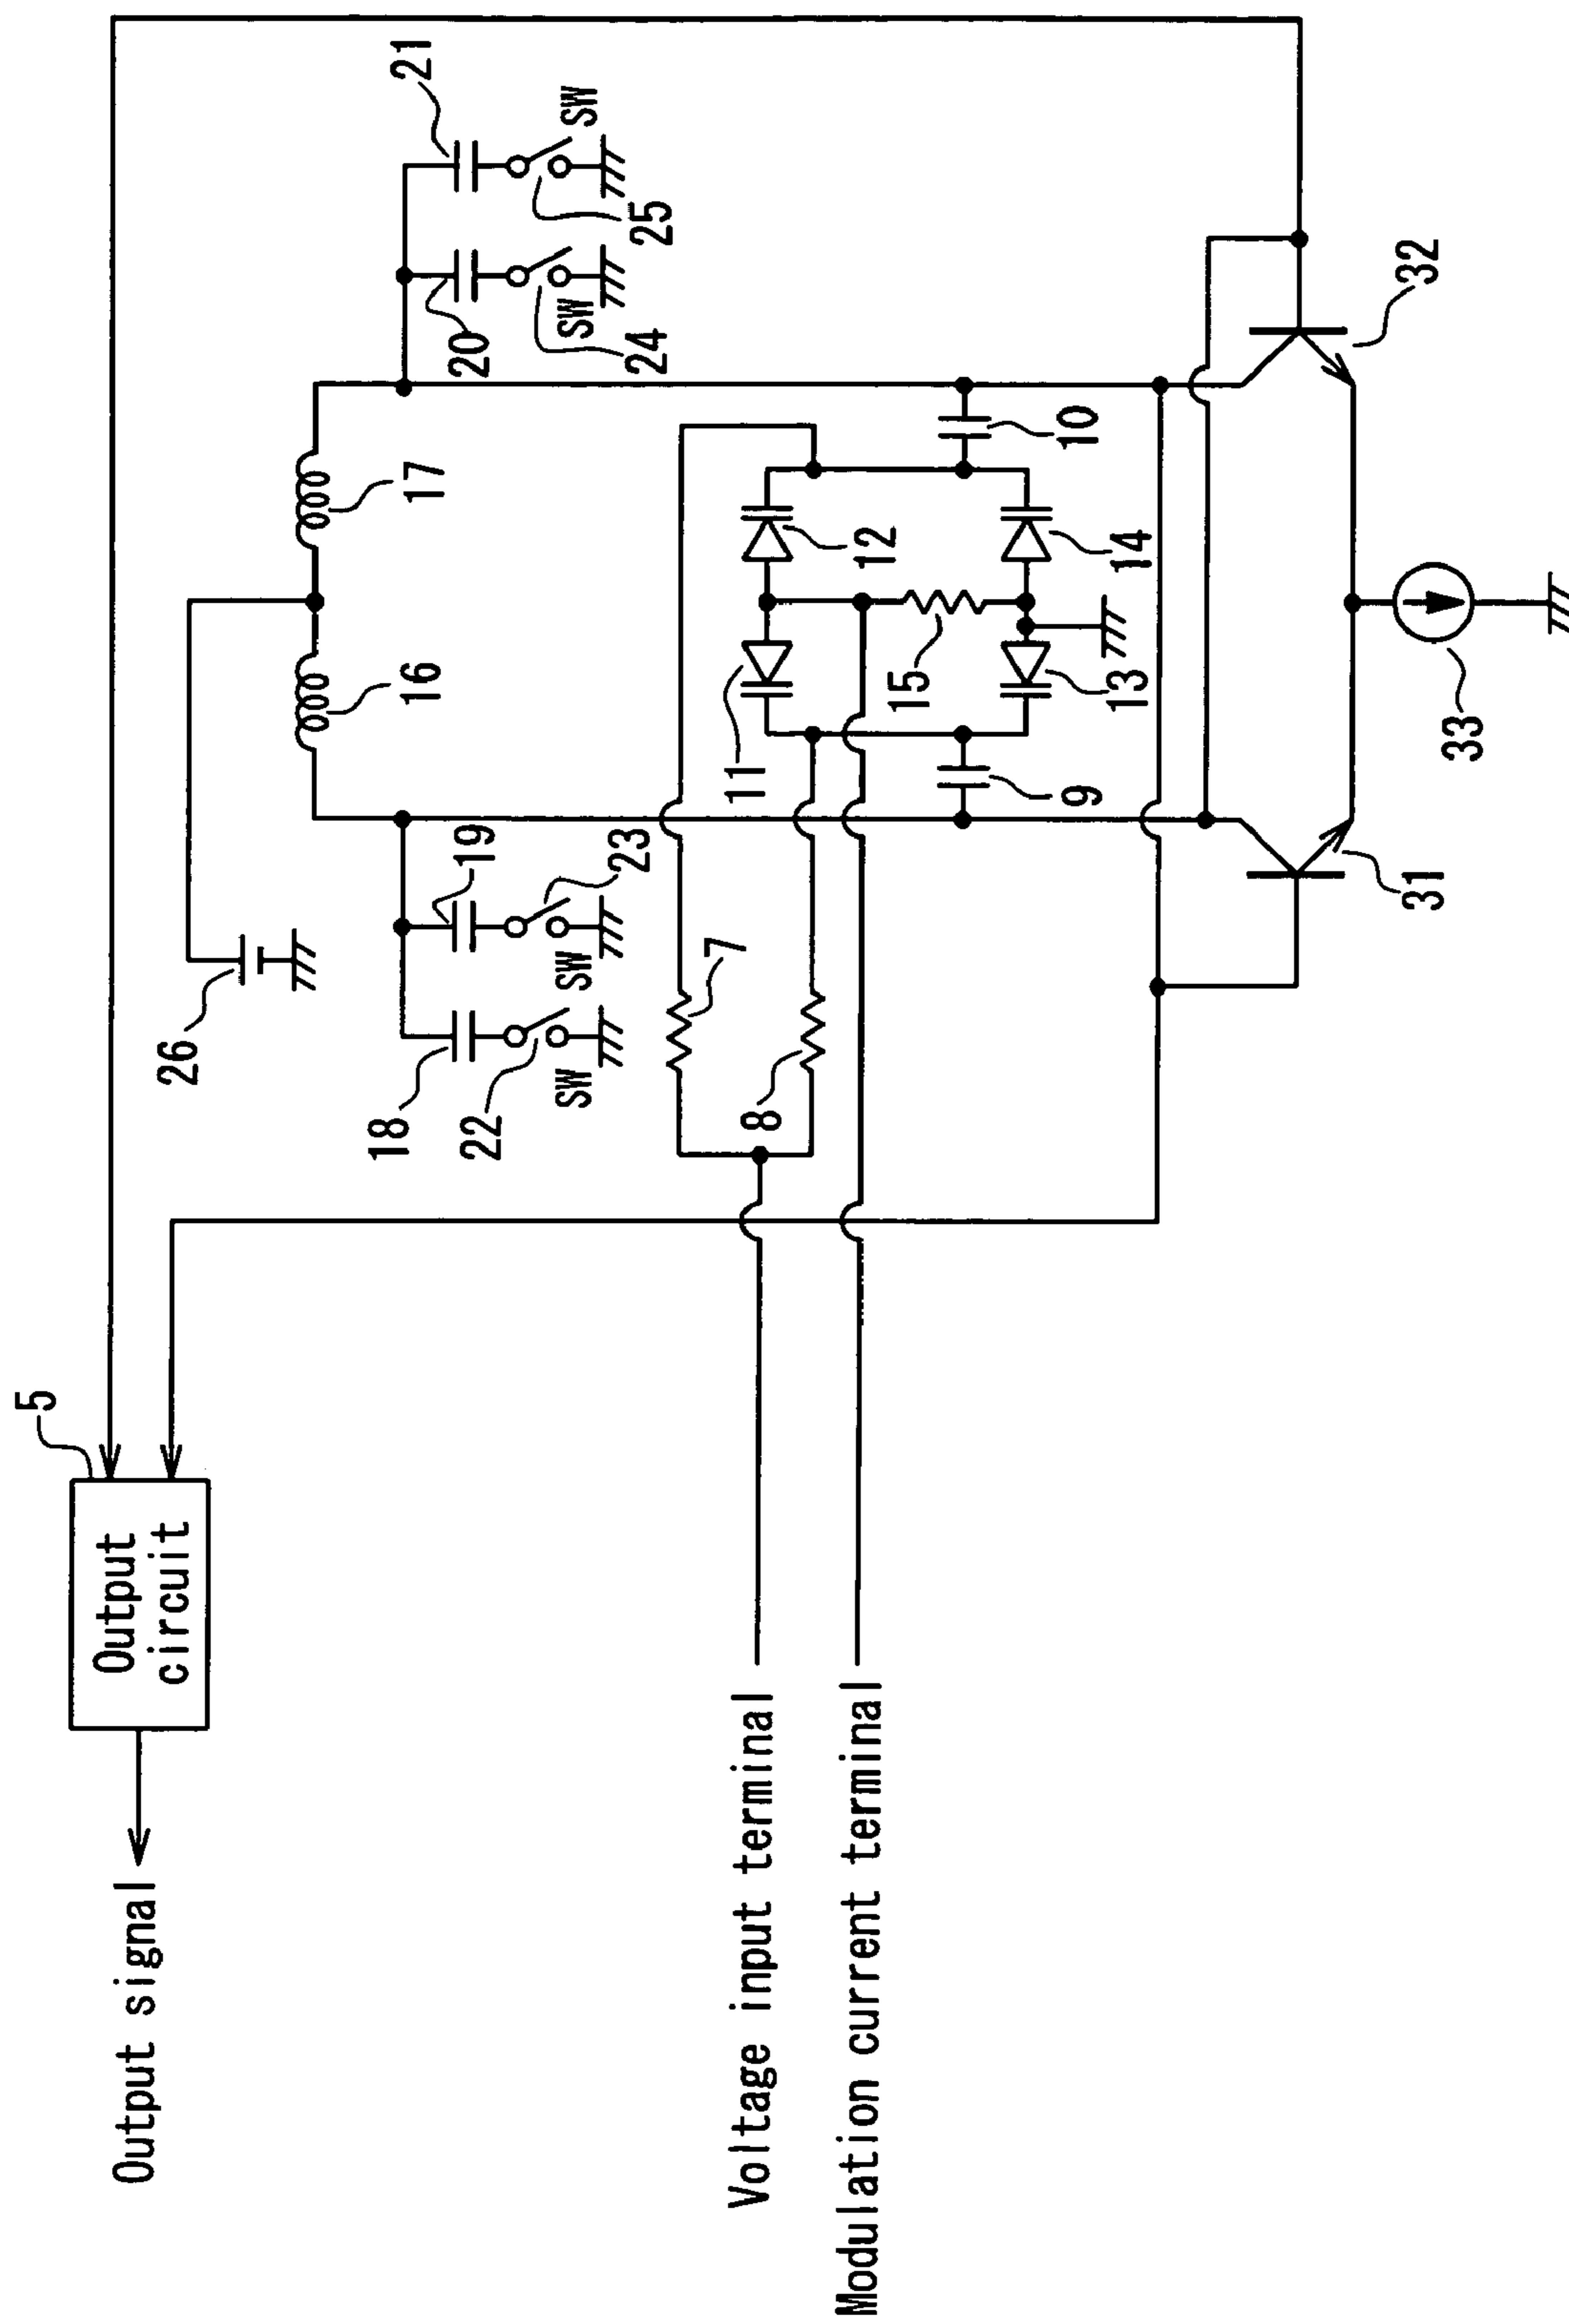 Output signal
Output
circuit
5
26
16
17
18
19
20
21
22
SW
23
SW
24
SW
25
SW
7
8
Voltage input terminal
Modulation current terminal
11
12
15
9
10
13
14
31
32
33